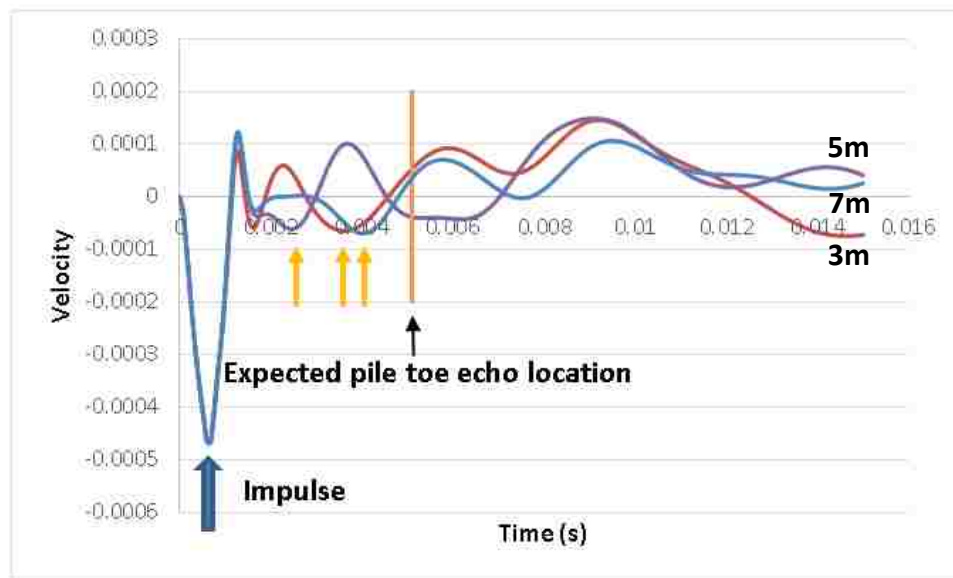 0.0003
0.0002
0.0001
0
-0.0001
-0.0002
-0.0003
-0.0004
-0.0005
-0.0006
Velocity
0 0.002 0.004 0.006 0.008 0.01 0.012 0.014 0.016
5m
7m
3m
Expected pile toe echo location
Impulse
Time (s)